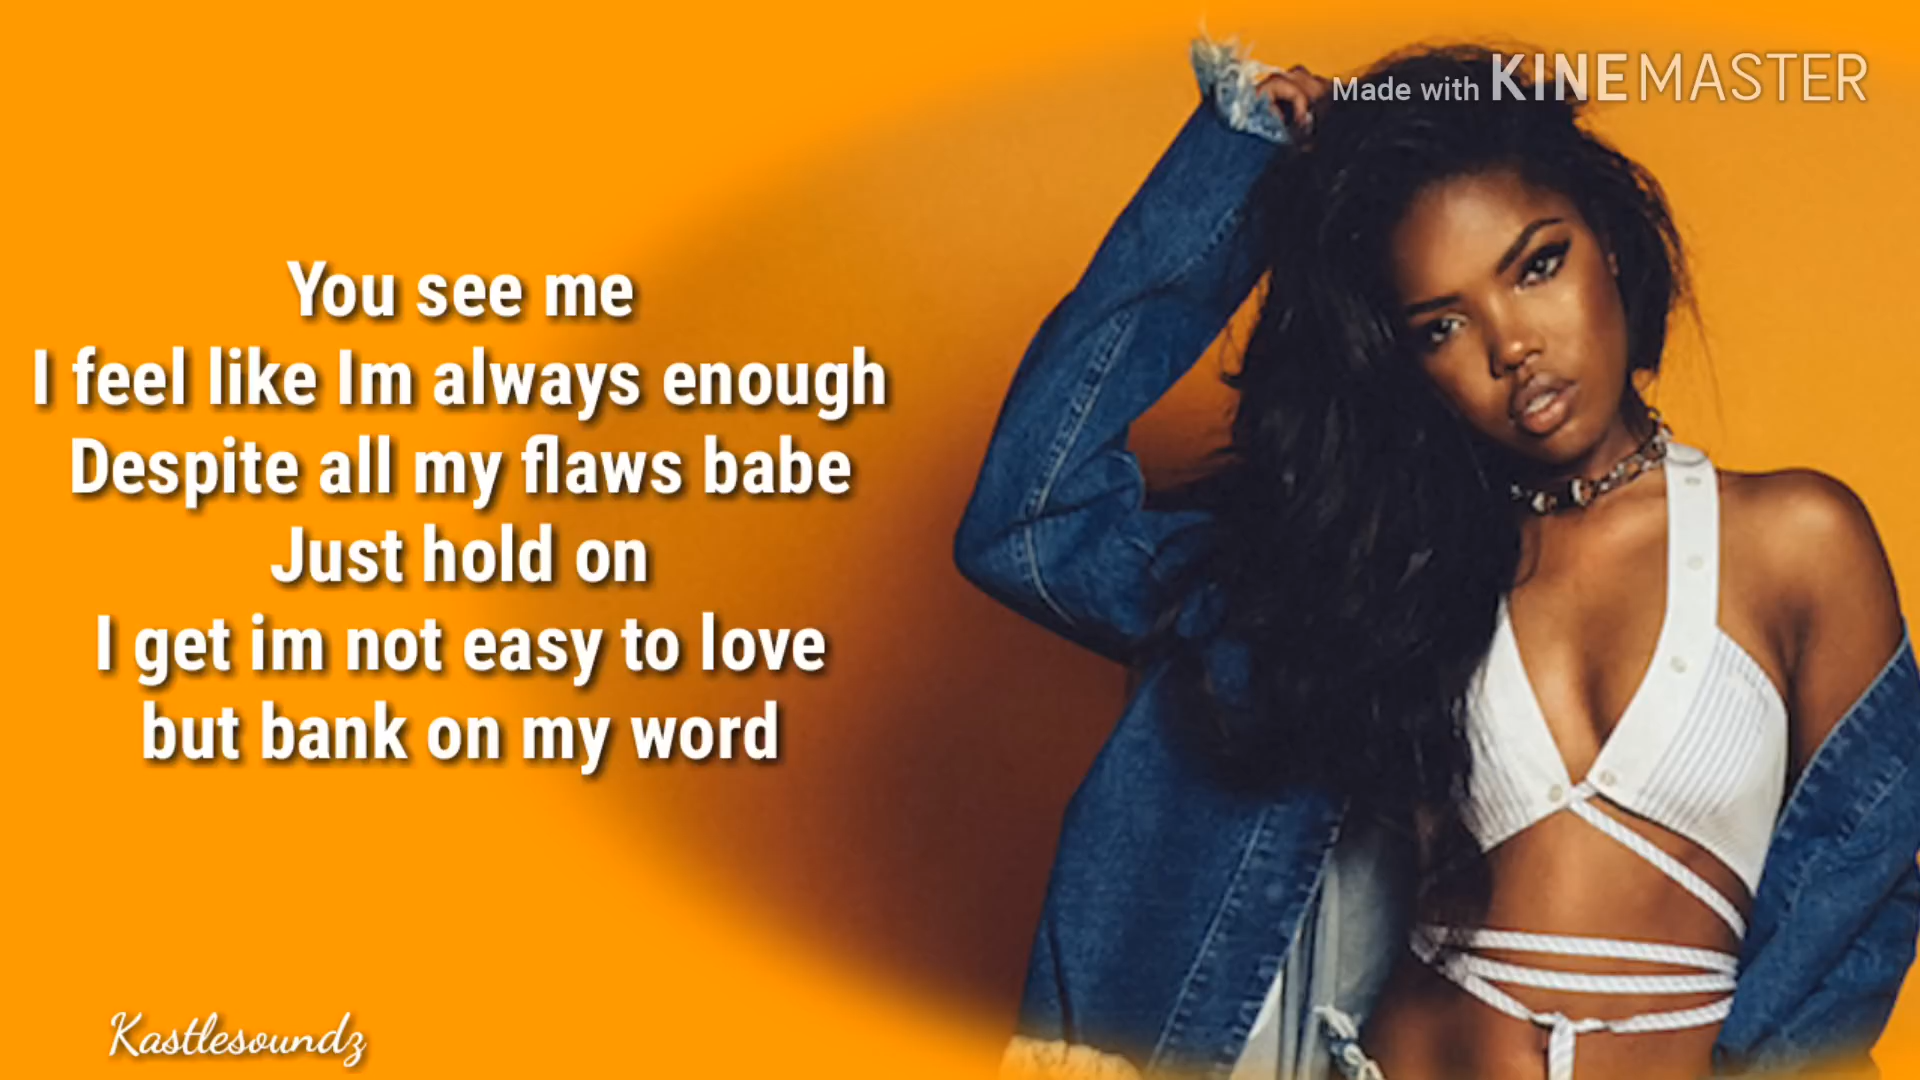 Made with KINEMASTER
You see me
I feel like Im always enough
Despite all my flaws babe
Just hold on
I get im not easy to love
but bank on my word
Kastlesoundz